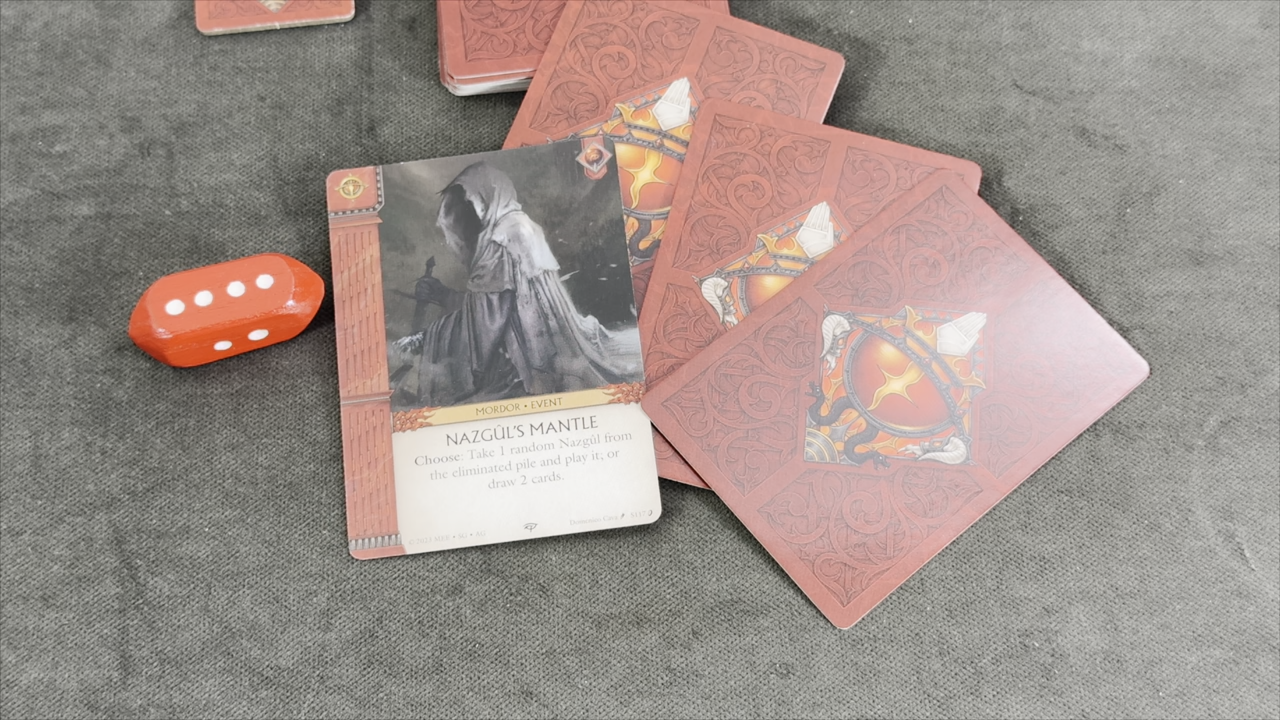 MORDOR • EVENT
NAZGÛL'S MANTLE
Choose: Take 1 random Nazgûl from
the eliminated pile and play it, or
draw 2 cards.